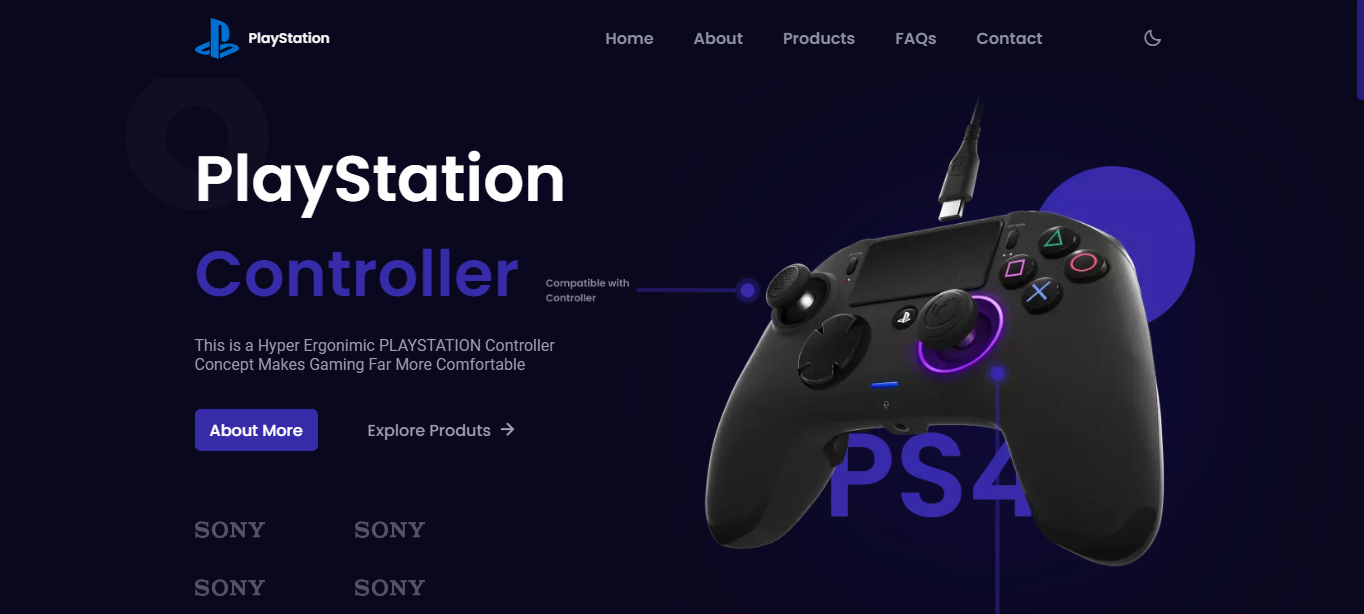 PlayStation
Home
About
Products
FAQs
Contact
PlayStation
Controller
Compatible with
Controller
This is a Hyper Ergonimic PLAYSTATION Controller
Concept Makes Gaming Far More Comfortable
About More
Explore Produts
PS4
SONY
SONY
SONY
SONY